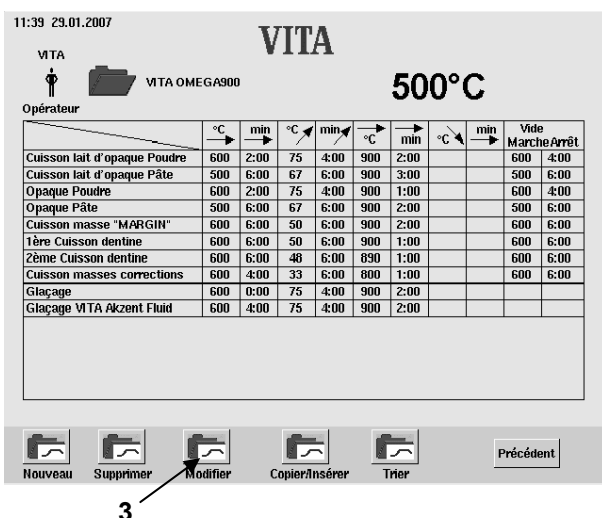 11:39 29.01.2007
VITA
VITA
VITA OMEGA900
500°C
Opérateur
°C min °C min °C min °C min Vide
Marche Arrêt
Cuisson lait d'opaque Poudre 600 2:00 75 4:00 900 2:00 600 4:00
Cuisson lait d'opaque Pâte 500 6:00 67 6:00 900 3:00 500 6:00
Opaque Poudre 600 2:00 75 4:00 900 1:00 600 4:00
Opaque Pâte 500 6:00 67 6:00 900 2:00 500 6:00
Cuisson masse "MARGIN" 600 6:00 50 6:00 900 2:00 600 6:00
1ère Cuisson dentine 600 6:00 50 6:00 900 1:00 600 6:00
2ème Cuisson dentine 600 6:00 48 6:00 890 1:00 600 6:00
Cuisson masses corrections 600 4:00 33 6:00 800 1:00 600 6:00
Glaçage 600 0:00 75 4:00 900 2:00
Glaçage VITA Akzent Fluid 600 4:00 75 4:00 900 2:00
Nouveau Supprimer Modifier Copier/Insérer Trier Précédent
3